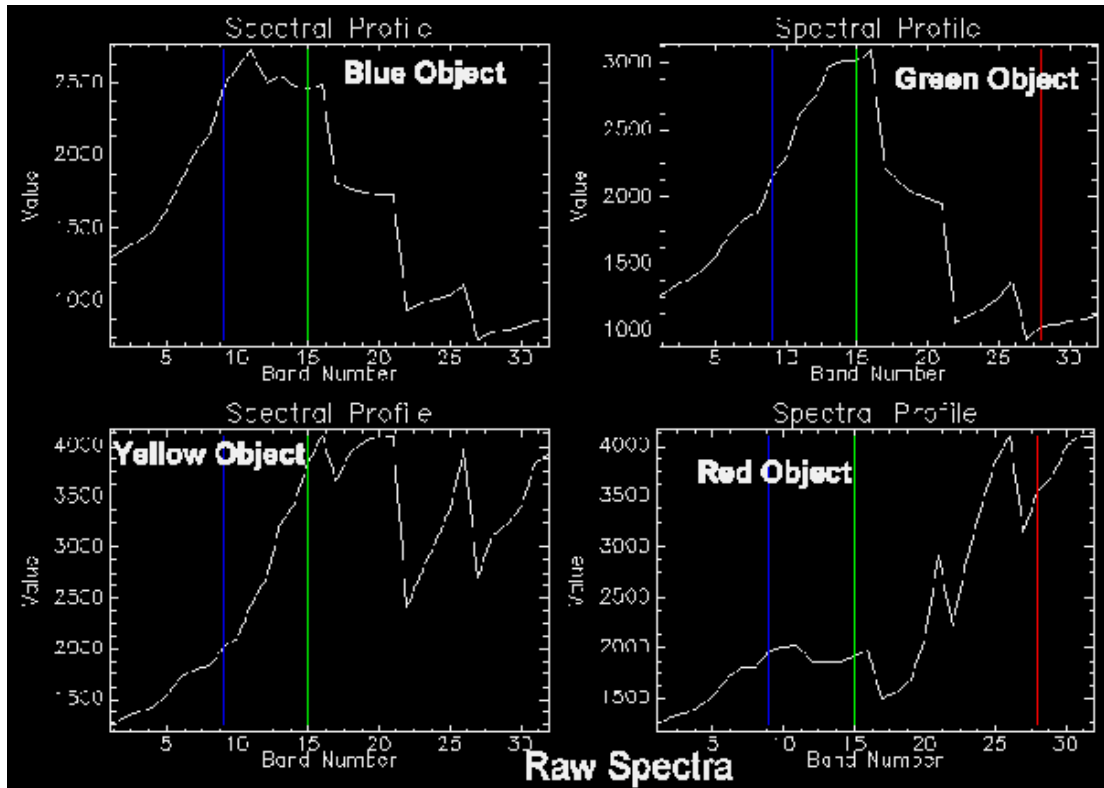 Spectral Profile
Blue Object
2500
2000
1500
1000
Value
5 10 15 20 25 30
Band Number
Spectral Profile
Green Object
3000
2500
2000
1500
1000
Value
5 10 15 20 25 30
Band Number
Spectral Profile
Yellow Object
4000
3500
3000
2500
2000
1500
Value
5 10 15 20 25 30
Band Number
Spectral Profile
Red Object
4000
3500
3000
2500
2000
1500
Value
5 10 15 20 25 30
Band Number
Raw Spectra